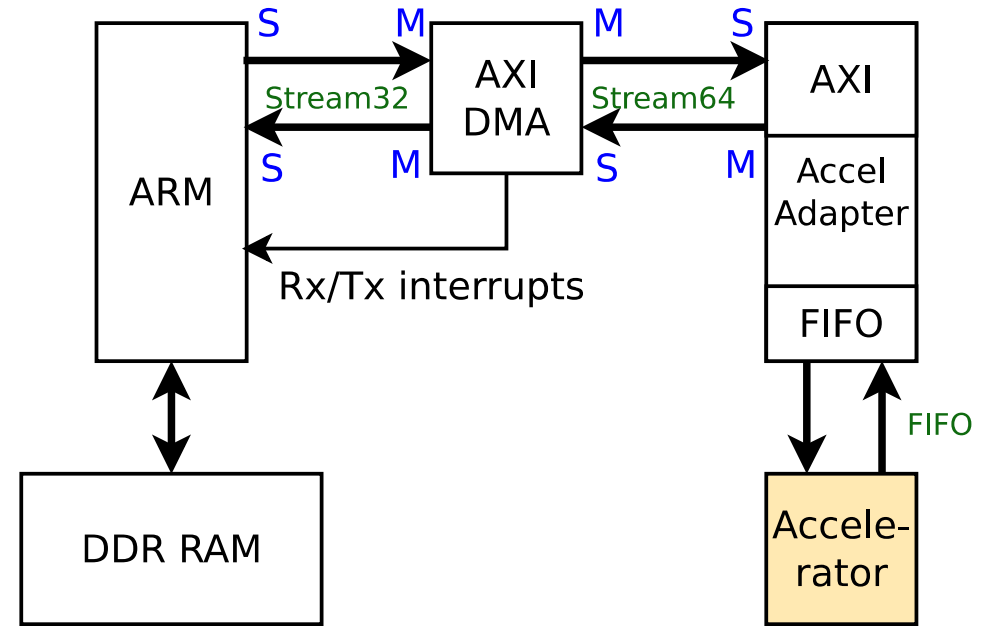 S
M
M
S
AXI
DMA
AXI
Stream32
Stream64
S
M
S
M
ARM
Accel
Adapter
Rx/Tx interrupts
FIFO
FIFO
DDR RAM
Accele-
rator